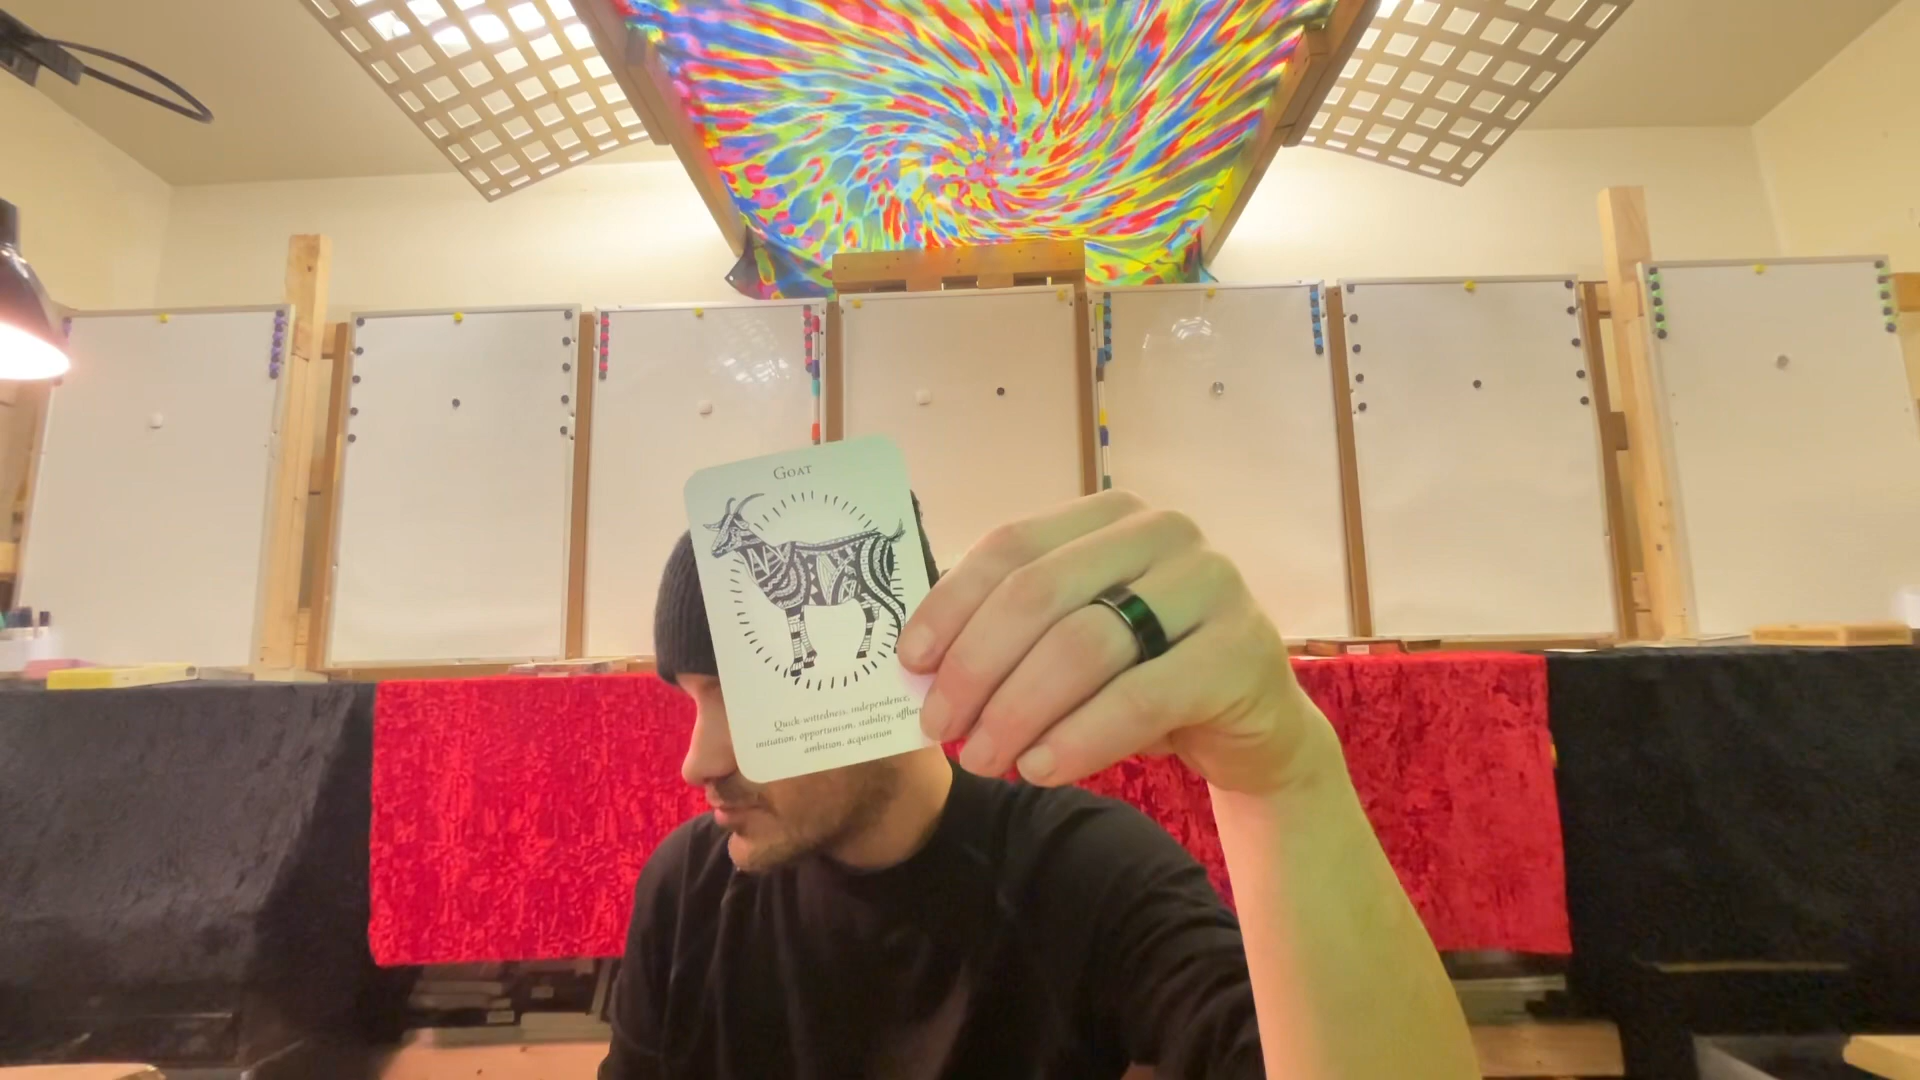 Goat
Quick-wittedness, independence,
initiation, opportunism, stability,
ambition, acquisition